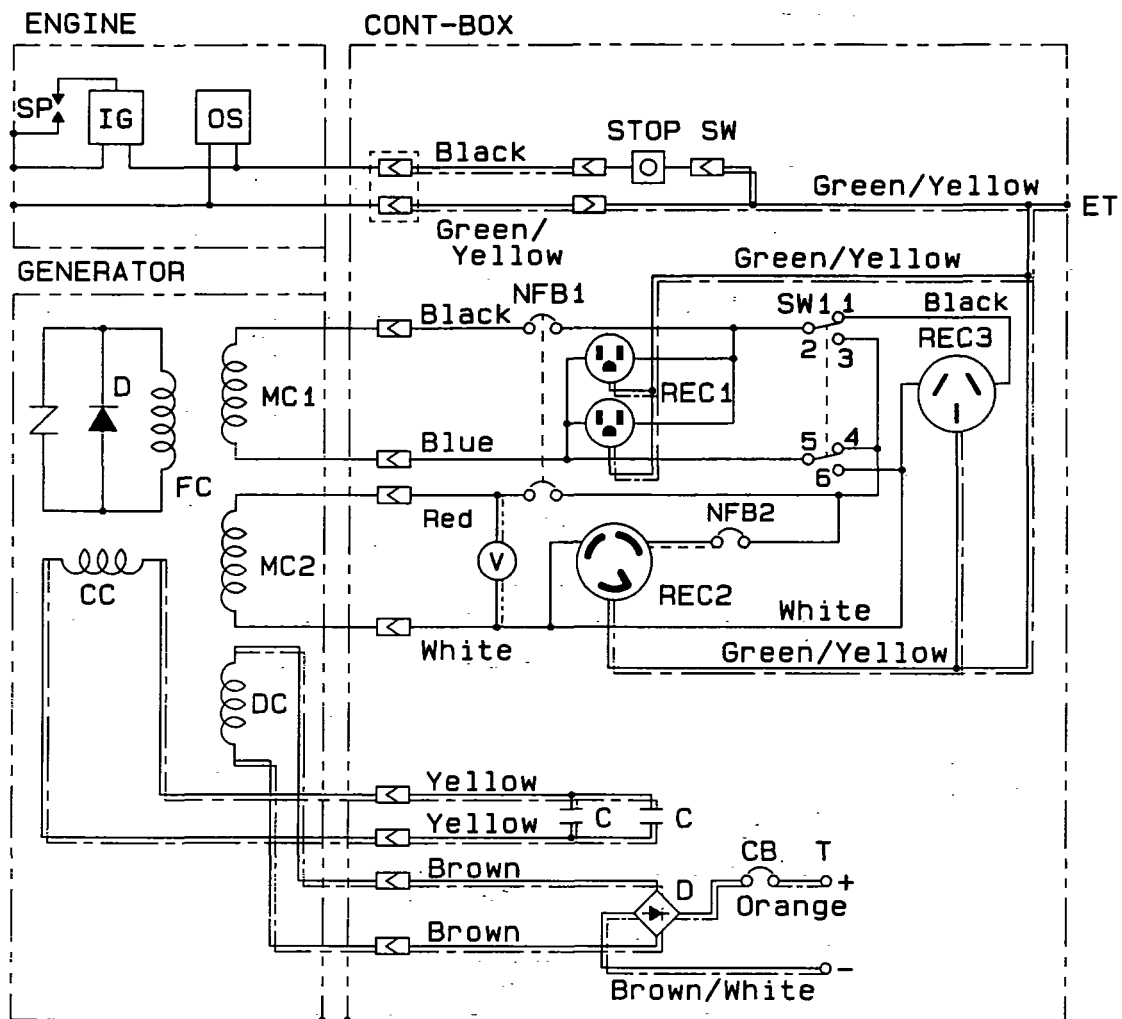 ENGINE
CONT-BOX
SP
IG
OS
STOP SW
Black
Green/Yellow
ET
Green/
Yellow
GENERATOR
Green/Yellow
NFB1
Black
SW1
1
Black
2
3
REC3
D
MC1
REC1
Blue
5
4
6
FC
Red
NFB2
MC2
V
CC
REC2
White
White
Green/Yellow
DC
Yellow
C
C
Yellow
Brown
CB
T
D
+
Orange
Brown
-
Brown/White